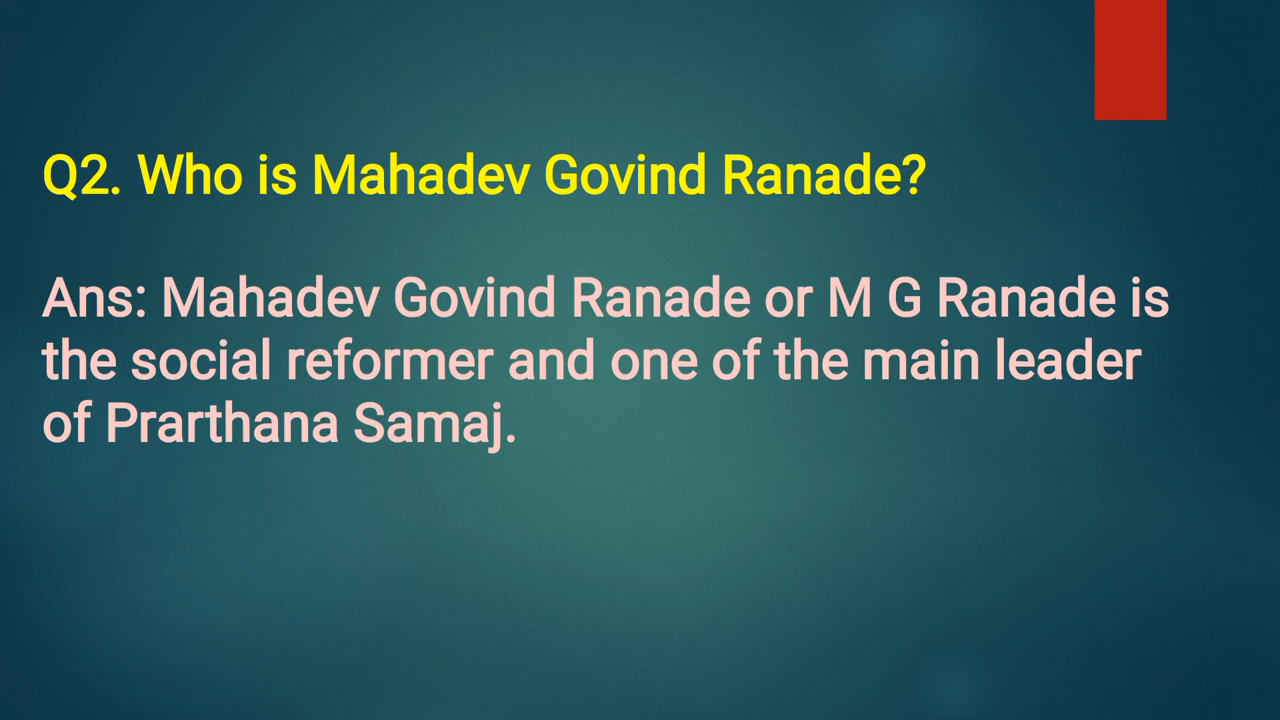 Q2. Who is Mahadev Govind Ranade?
Ans: Mahadev Govind Ranade or M G Ranade is
the social reformer and one of the main leader
of Prarthana Samaj.